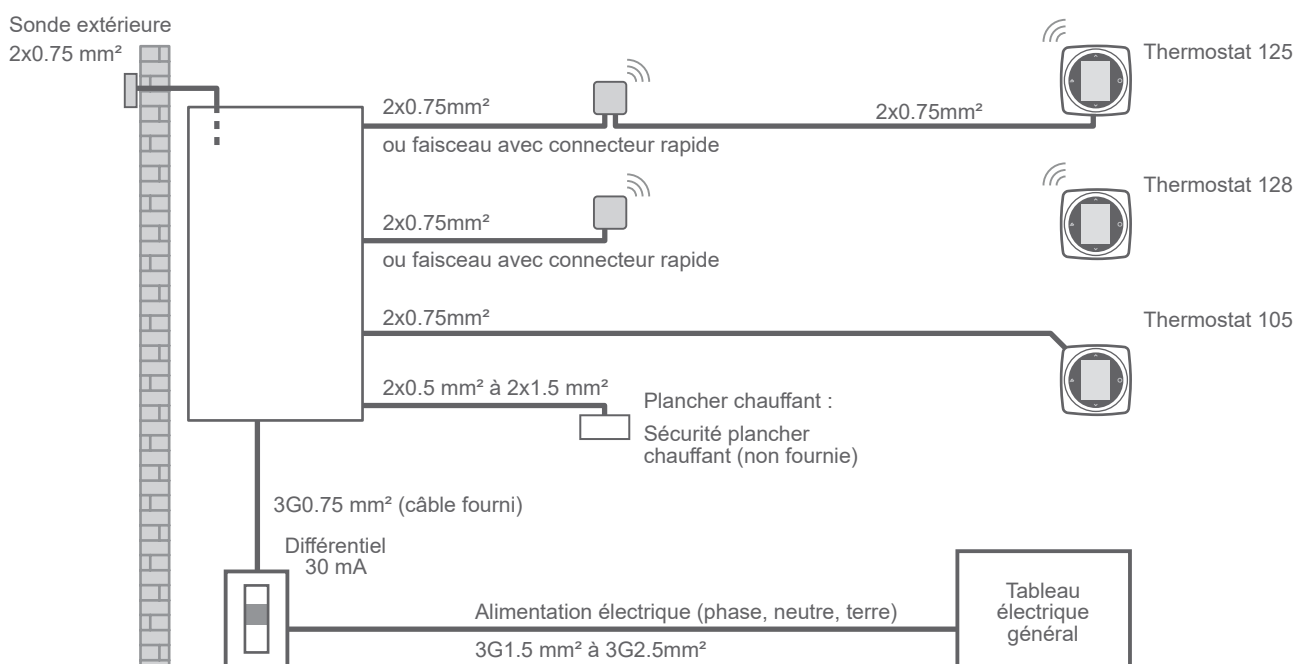 Sonde extérieure
2x0.75 mm²
Thermostat 125
2x0.75mm²
2x0.75mm²
ou faisceau avec connecteur rapide
Thermostat 128
2x0.75mm²
ou faisceau avec connecteur rapide
2x0.75mm²
Thermostat 105
2x0.5 mm² à 2x1.5 mm²
Plancher chauffant :
Sécurité plancher
chauffant (non fournie)
3G0.75 mm² (câble fourni)
Différentiel
30 mA
Alimentation électrique (phase, neutre, terre)
3G1.5 mm² à 3G2.5mm²
Tableau
électrique
général